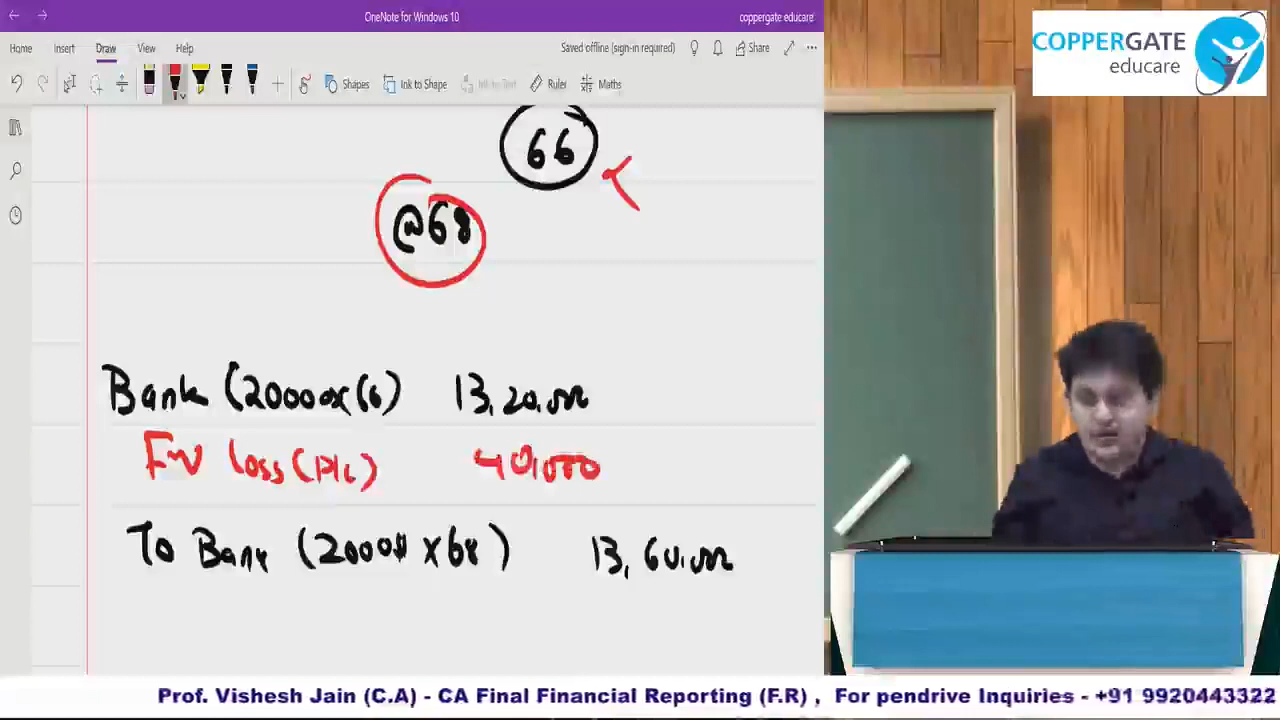 OneNote for Windows 10
coppergate educare
Home Insert Draw View Help
Saved offline (sign-in required)
Share
Shapes
Ink to Shape
Ink to Text
Ruler
Maths
COPPERGATE
educare
66
@68
Bank (20000x66) 13,20,000
FV Loss (P/L) 40,000
To Bank (20000 x 68) 13,60,000
Prof. Vishesh Jain (C.A) - CA Final Financial Reporting (F.R) , For pendrive Inquiries - +91 9920443322